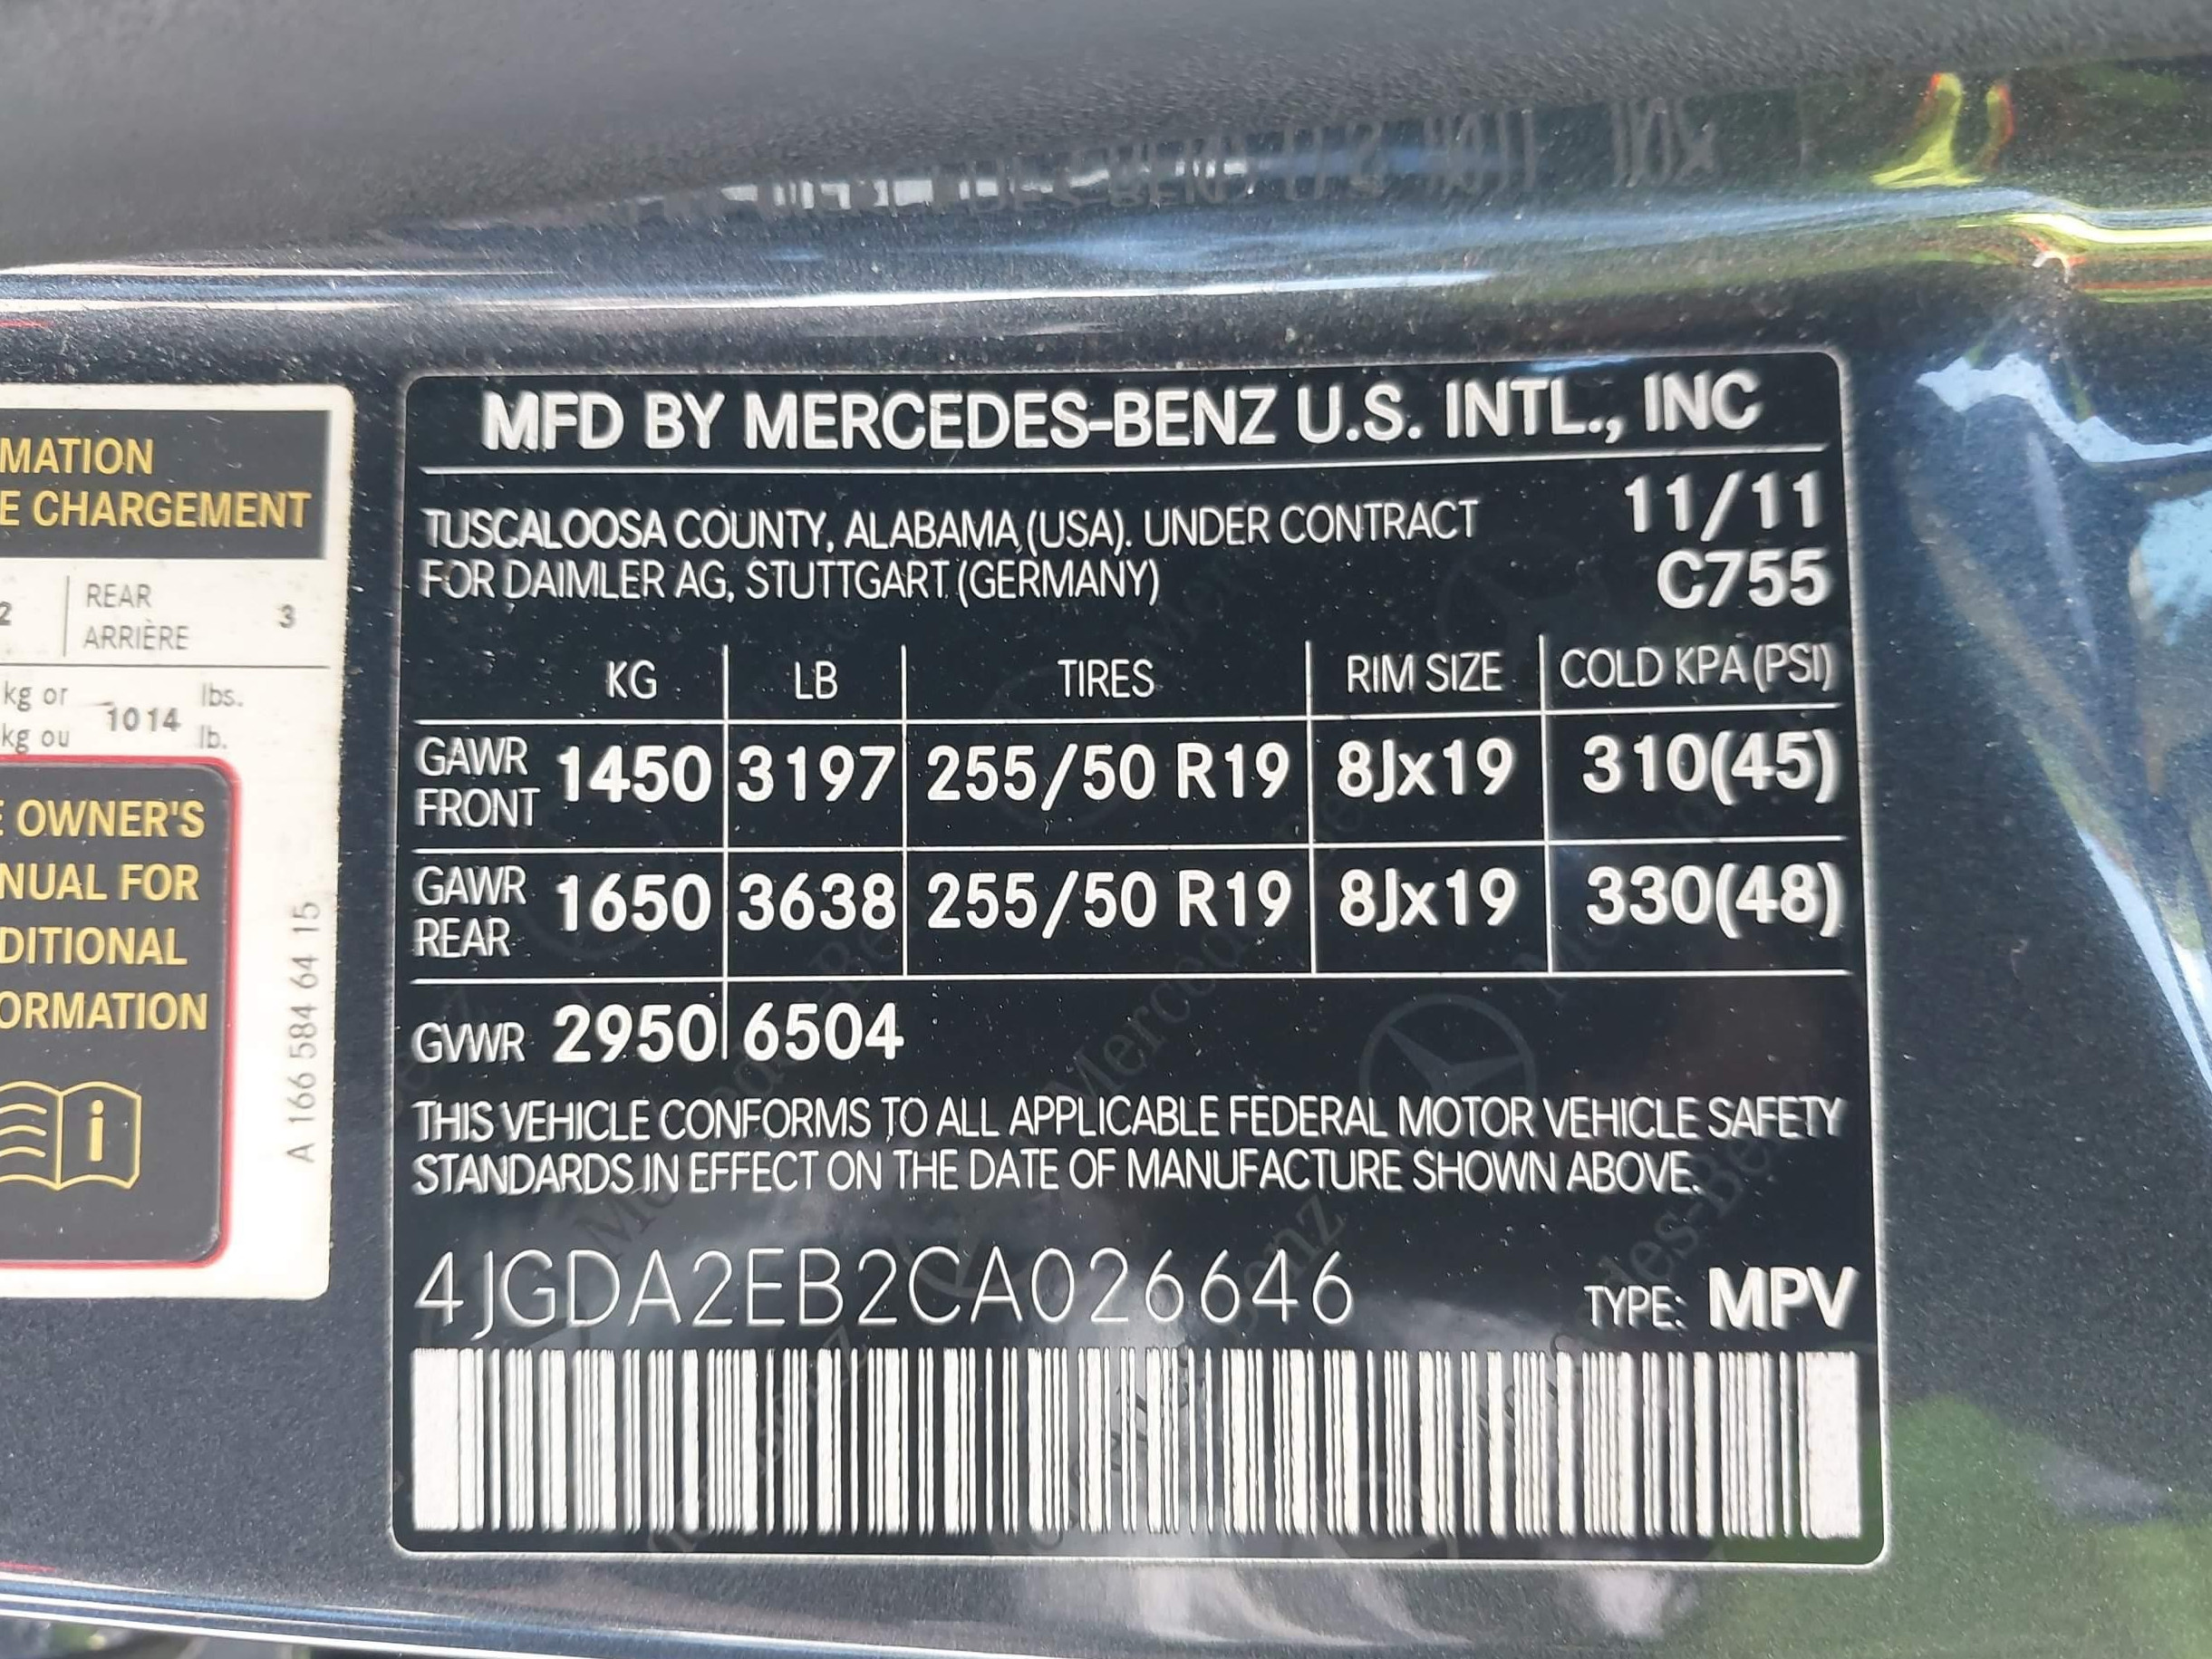 MATION
E CHARGEMENT
2 REAR 3
ARRIÈRE
kg or 1014 lbs.
kg ou lb.
E OWNER'S
NUAL FOR
DITIONAL
ORMATION
i
A 166 584 64 15
MFD BY MERCEDES-BENZ U.S. INTL., INC
TUSCALOOSA COUNTY, ALABAMA, (USA). UNDER CONTRACT 11/11
FOR DAIMLER AG, STUTTGART (GERMANY) C755
KG LB TIRES RIM SIZE COLD KPA (PSI)
GAWR FRONT 1450 3197 255/50 R19 8Jx19 310(45)
GAWR REAR 1650 3638 255/50 R19 8Jx19 330(48)
GVWR 2950 6504
THIS VEHICLE CONFORMS TO ALL APPLICABLE FEDERAL MOTOR VEHICLE SAFETY
STANDARDS IN EFFECT ON THE DATE OF MANUFACTURE SHOWN ABOVE.
4JGDA2EB2CA026646 TYPE: MPV